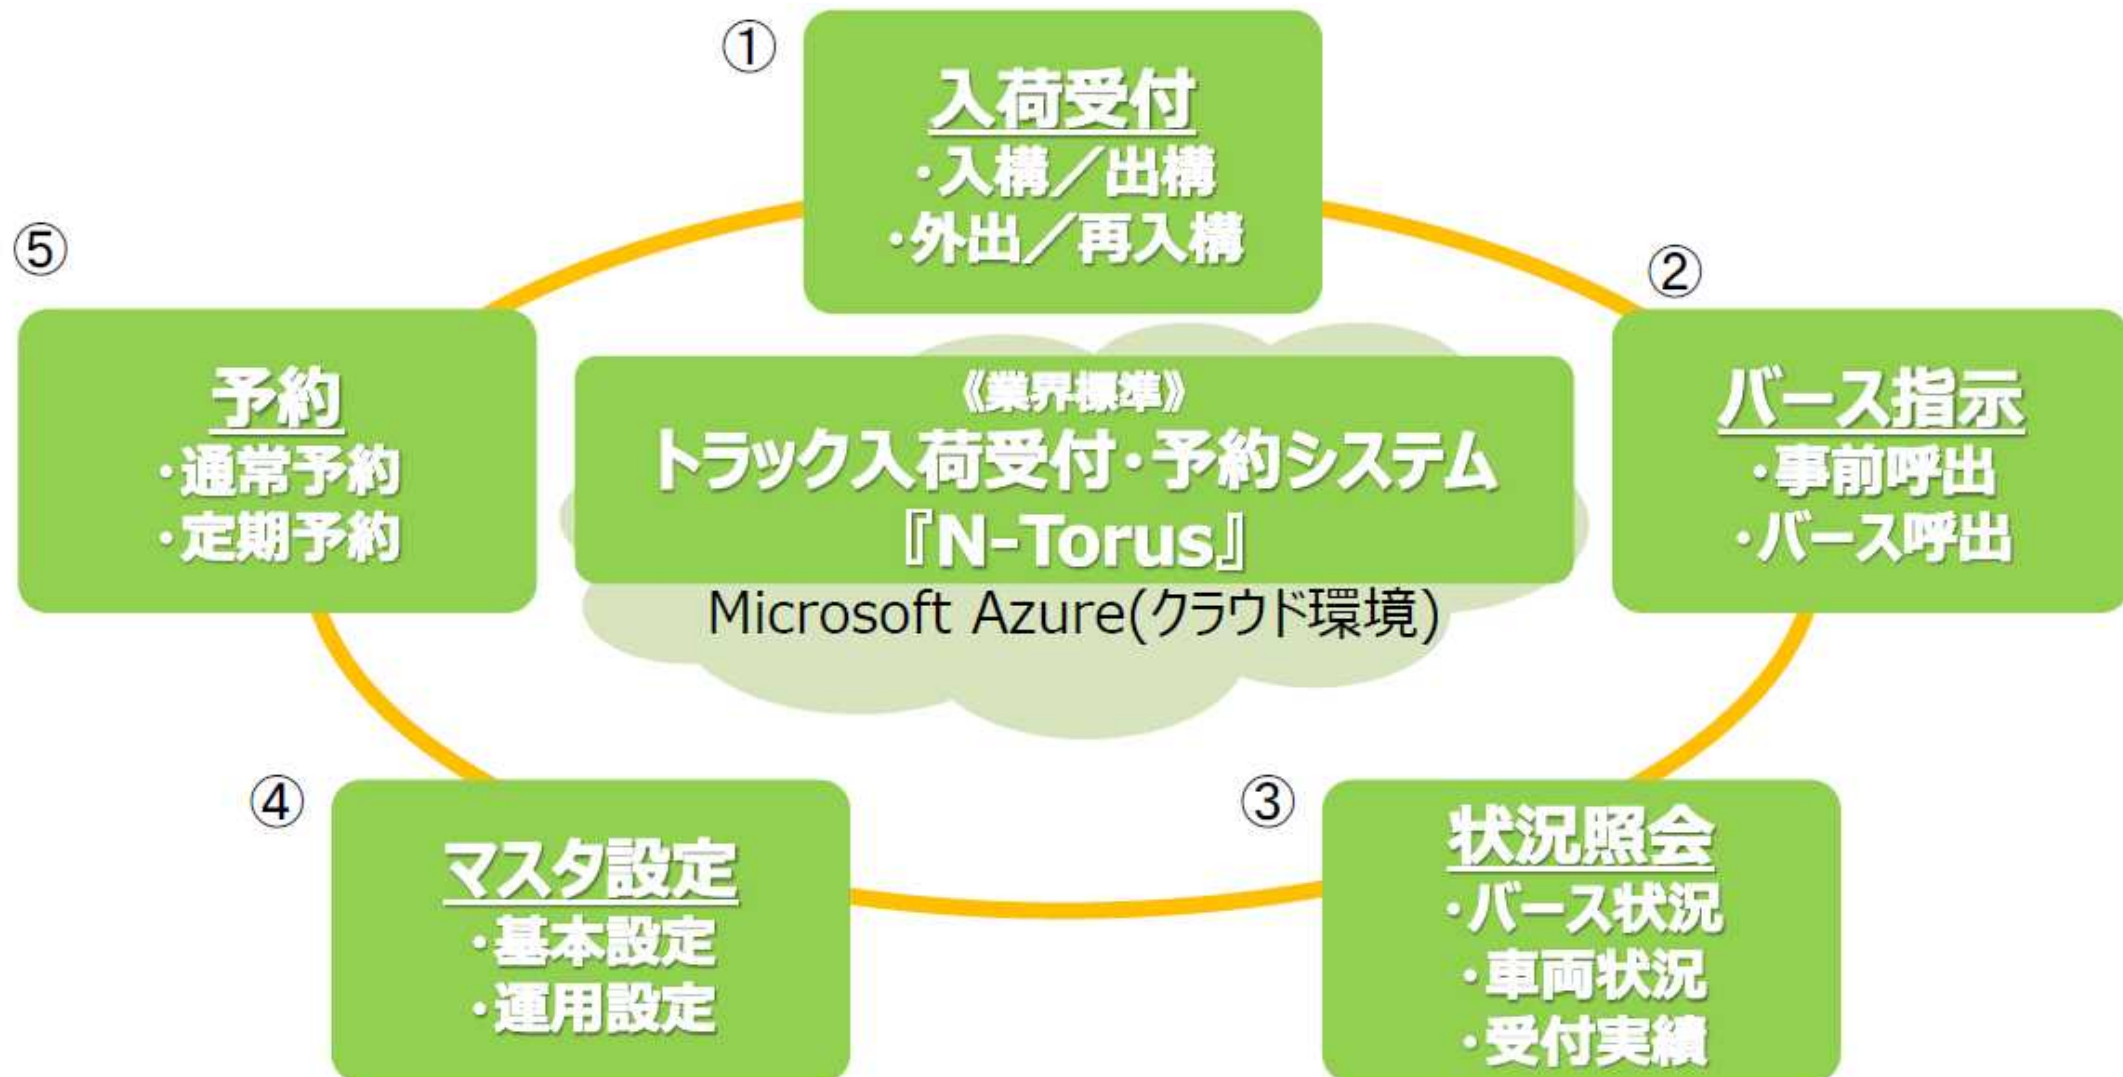 ①
入荷受付
・入構／出構
・外出／再入構
②
バース指示
・事前呼出
・バース呼出
③
状況照会
・バース状況
・車両状況
・受付実績
④
マスタ設定
・基本設定
・運用設定
⑤
予約
・通常予約
・定期予約
《業界標準》
トラック入荷受付・予約システム
『N-Torus』
Microsoft Azure(クラウド環境)